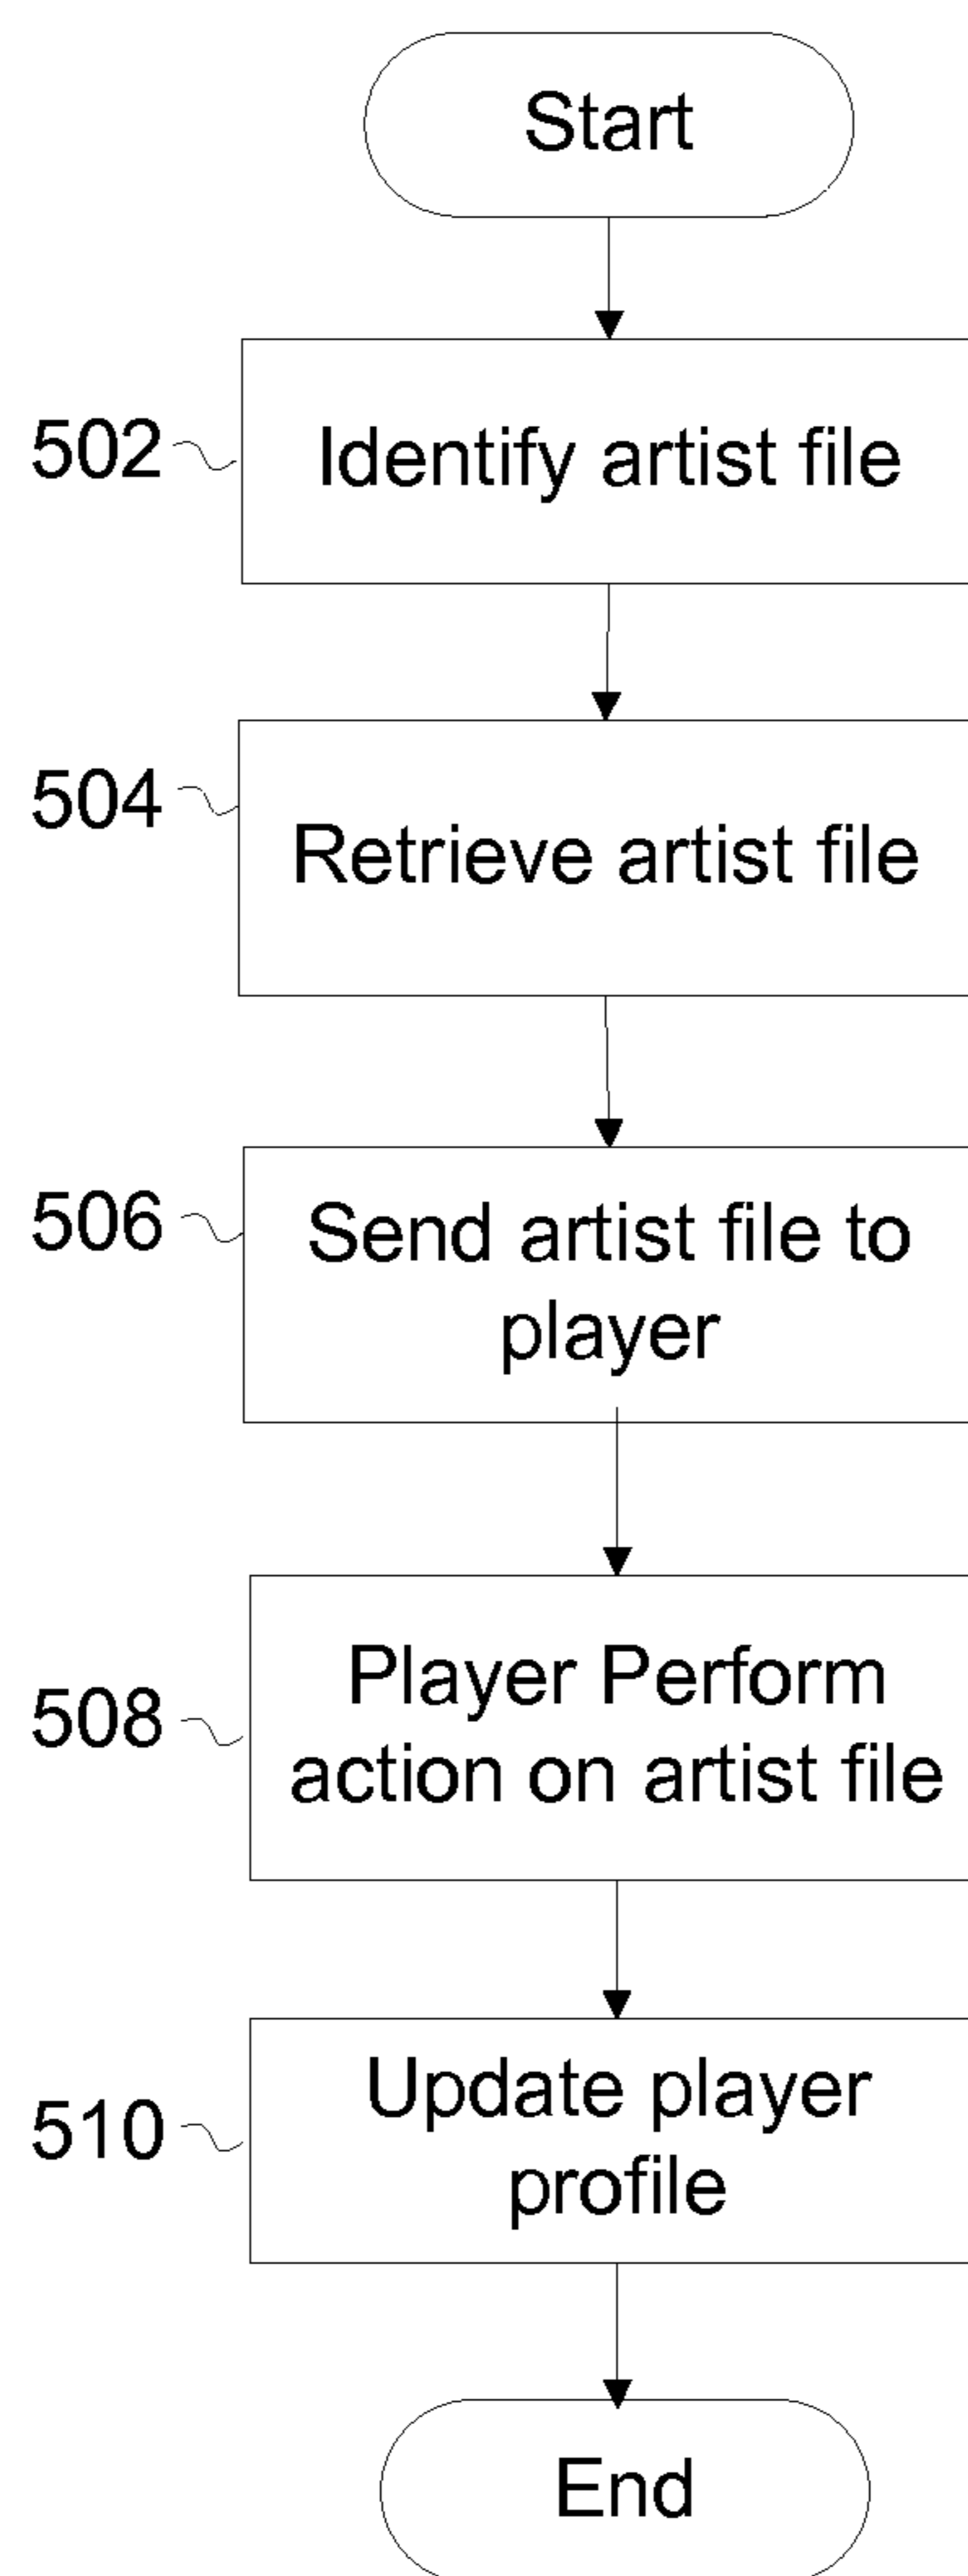 Start
502
Identify artist file
504
Retrieve artist file
506
Send artist file to
player
508
Player Perform
action on artist file
510
Update player
profile
End